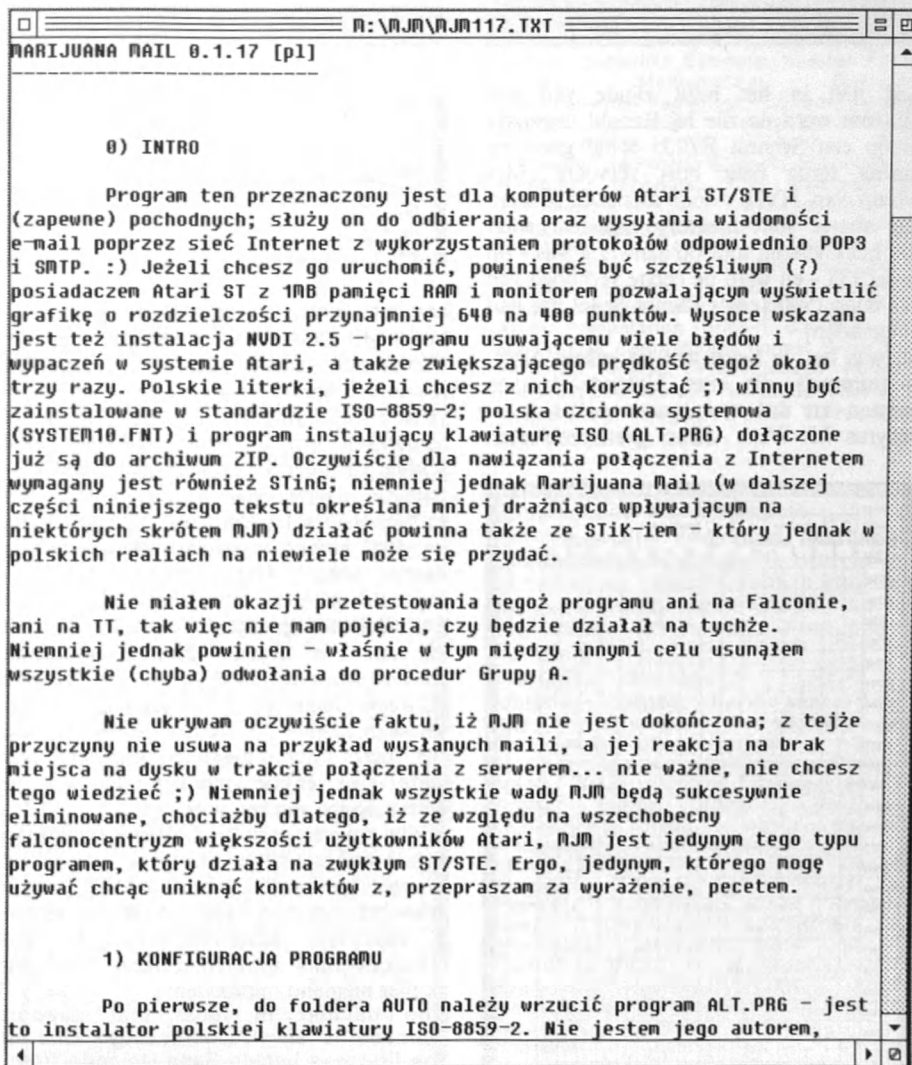 M:\MJM\MJM117.TXT
MARIJUANA MAIL 0.1.17 [pl]
----------------------------
0) INTRO
Program ten przeznaczony jest dla komputerów Atari ST/STE i
(zapewne) pochodnych; służy on do odbierania oraz wysyłania wiadomości
e-mail poprzez sieć Internet z wykorzystaniem protokołów odpowiednio POP3
i SMTP. :) Jeżeli chcesz go uruchomić, powinieneś być szczęśliwym (?)
posiadaczem Atari ST z 1MB pamięci RAM i monitorem pozwalającym wyświetlić
grafikę o rozdzielczości przynajmniej 640 na 400 punktów. Wysoce wskazana
jest też instalacja NVDI 2.5 - programu usuwającemu wiele błędów i
wypaczeń w systemie Atari, a także zwiększającego prędkość tegoż około
trzy razy. Polskie literki, jeżeli chcesz z nich korzystać ;) winny być
zainstalowane w standardzie ISO-8859-2; polska czcionka systemowa
(SYSTEM10.FNT) i program instalujący klawiaturę ISO (ALT.PRG) dołączone
już są do archiwum ZIP. Oczywiście dla nawiązania połączenia z Internetem
wymagany jest również STinG; niemniej jednak Marijuana Mail (w dalszej
części niniejszego tekstu określana mniej drażniąco wpływającym na
niektórych skrótem MJM) działać powinna także ze STiK-iem - który jednak w
polskich realiach na niewiele może się przydać.
Nie miałem okazji przetestowania tegoż programu ani na Falconie,
ani na TT, tak więc nie mam pojęcia, czy będzie działał na tychże.
Niemniej jednak powinien - właśnie w tym między innymi celu usunąłem
wszystkie (chyba) odwołania do procedur Grupy A.
Nie ukrywam oczywiście faktu, iż MJM nie jest dokończona; z tejże
przyczyny nie usuwa na przykład wysłanych maili, a jej reakcja na brak
miejsca na dysku w trakcie połączenia z serwerem... nie ważne, nie chcesz
tego wiedzieć ;) Niemniej jednak wszystkie wady MJM będą sukcesywnie
eliminowane, chociażby dlatego, iż ze względu na wszechobecny
falconocentryzm większości użytkowników Atari, MJM jest jedynym tego typu
programem, który działa na zwykłym ST/STE. Ergo, jedynym, którego mogę
używać chcąc uniknąć kontaktów z, przepraszam za wyrażenie, pecetem.
1) KONFIGURACJA PROGRAMU
Po pierwsze, do foldera AUTO należy wrzucić program ALT.PRG - jest
to instalator polskiej klawiatury ISO-8859-2. Nie jestem jego autorem,